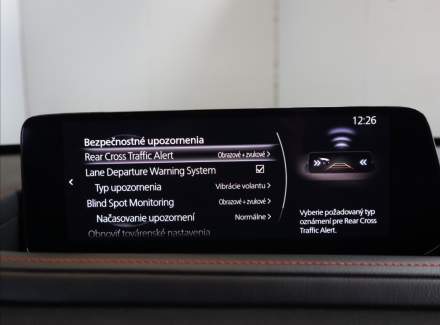 12:26
Bezpečnostné upozornenia
Rear Cross Traffic Alert Obrazové + zvukové
Lane Departure Warning System
Typ upozornenia Vibrácie volantu
Blind Spot Monitoring Obrazové + zvukové
Načasovanie upozornení Normálne
Obnoviť továrenské nastavenia
Vyberie požadovaný typ
oznámení pre Rear Cross
Traffic Alert.